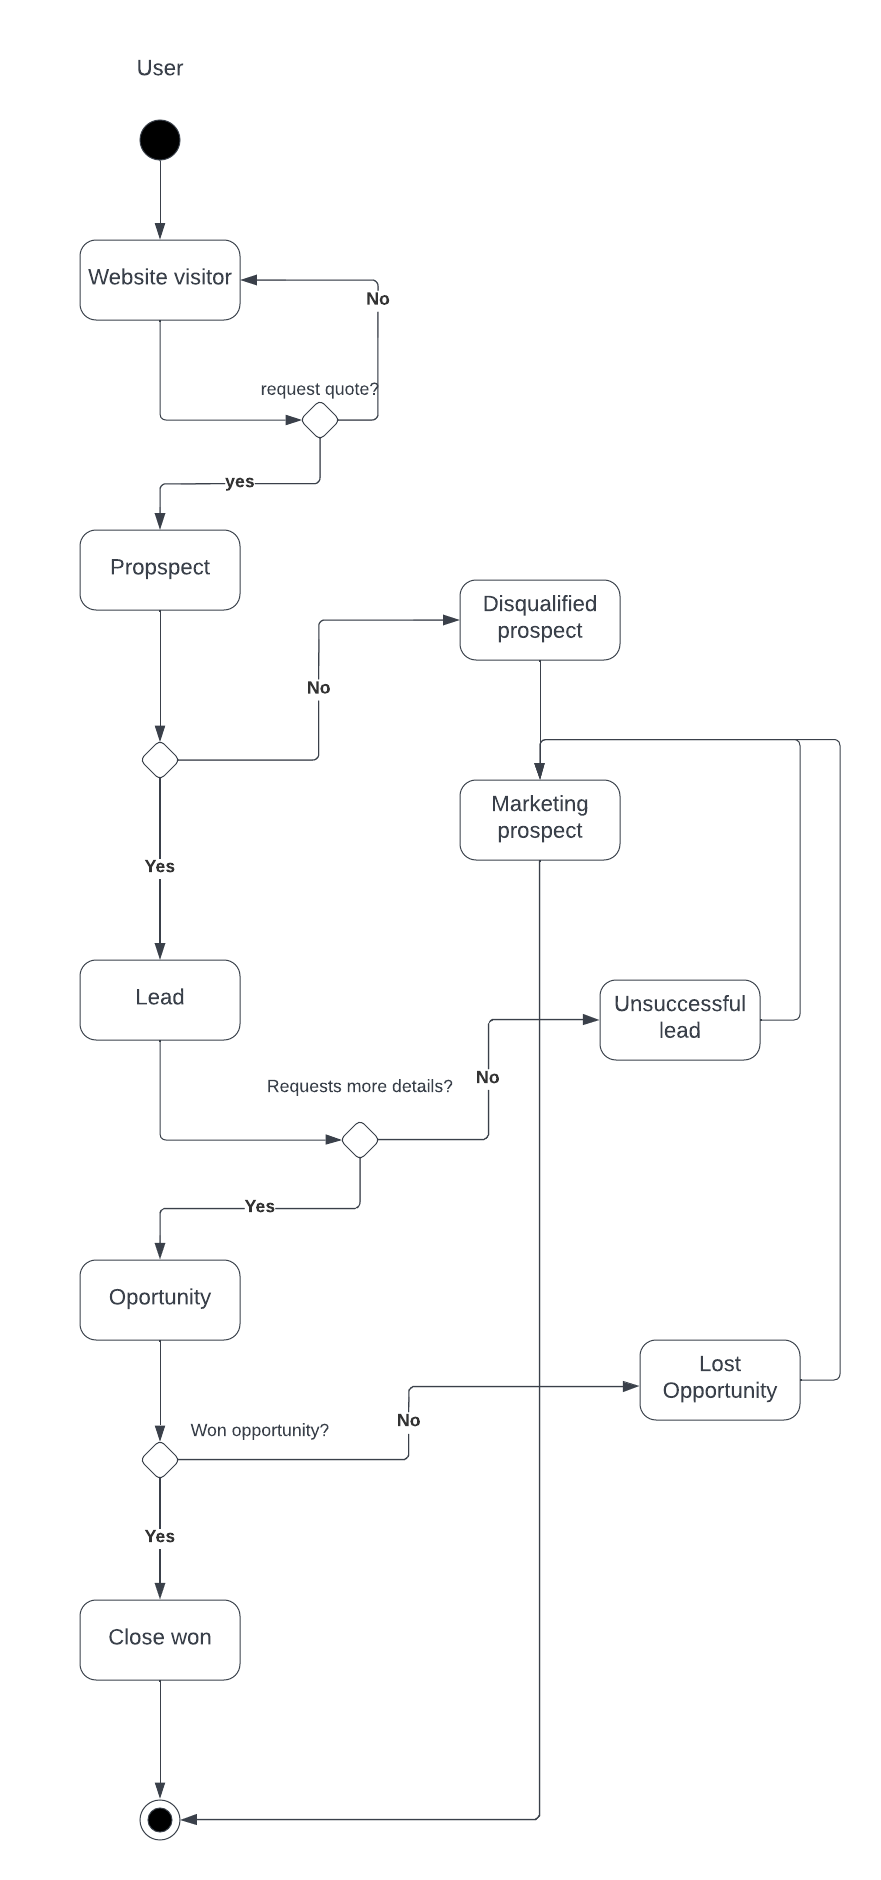 User
Website visitor
No
request quote?
yes
Propspect
Disqualified
prospect
No
Marketing
prospect
Yes
Lead
Unsuccessful
lead
Requests more details?
No
Yes
Oportunity
Lost
Opportunity
Won opportunity?
No
Yes
Close won